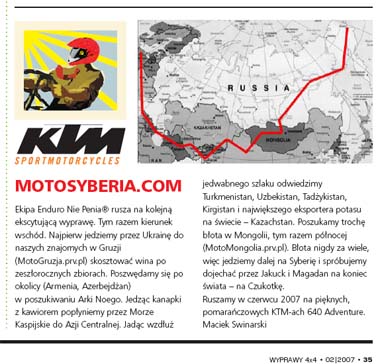 RUSSIA
KAZAKHSTAN
MONGOLIA
IRAN
KTM
SPORTMOTORCYCLES
MOTOSYBERIA.COM
Ekipa Enduro Nie Penia® rusza na kolejną
ekscytującą wyprawę. Tym razem kierunek
wschód. Najpierw jedziemy przez Ukrainę do
naszych znajomych w Gruzji
(MotoGruzja.prv.pl) skosztować wina po
zeszłorocznych zbiorach. Poszwędamy się po
okolicy (Armenia, Azerbejdżan)
w poszukiwaniu Arki Noego. Jedząc kanapki
z kawiorem popłyniemy przez Morze
Kaspijskie do Azji Centralnej. Jadąc wzdłuż
jedwabnego szlaku odwiedzimy
Turkmenistan, Uzbekistan, Tadżykistan,
Kirgistan i największego eksportera potasu
na świecie – Kazachstan. Poszukamy trochę
błota w Mongolii, tym razem północnej
(MotoMongolia.prv.pl). Błota nigdy za wiele,
więc jedziemy dalej na Syberię i spróbujemy
dojechać przez Jakuck i Magadan na koniec
świata – na Czukotkę.
Ruszamy w czerwcu 2007 na pięknych,
pomarańczowych KTM-ach 640 Adventure.
Maciek Swinarski
WYPRAWY 4x4 • 02|2007 • 35